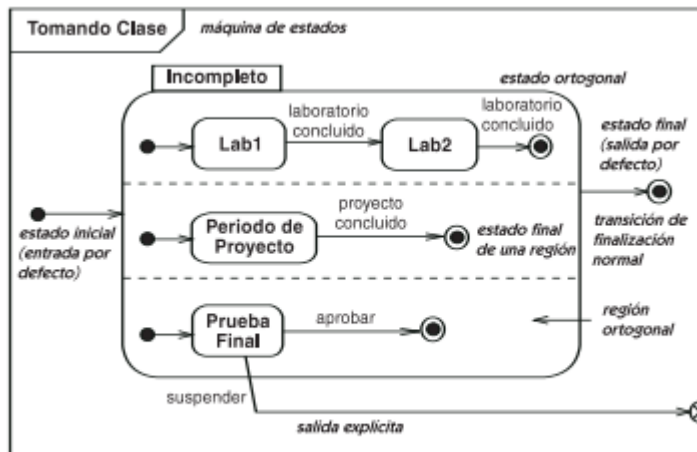 Tomando Clase
máquina de estados
Incompleto
estado ortogonal
laboratorio
concluido
laboratorio
concluido
Lab1
Lab2
estado final
(salida por
defecto)
estado inicial
(entrada por
defecto)
Periodo de
Proyecto
proyecto
concluido
estado final
de una región
transición de
finalización
normal
Prueba
Final
aprobar
región
ortogonal
suspender
salida explícita